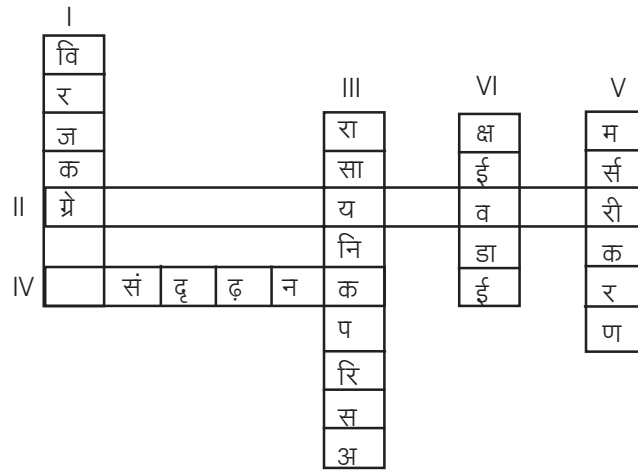 I
वि
र III VI V
ज रा क्ष म
क सा ई र्स
II ग्रे य व री
नि डा क
IV सं दृ ढ़ न क ई र
प ण
रि
स
अ